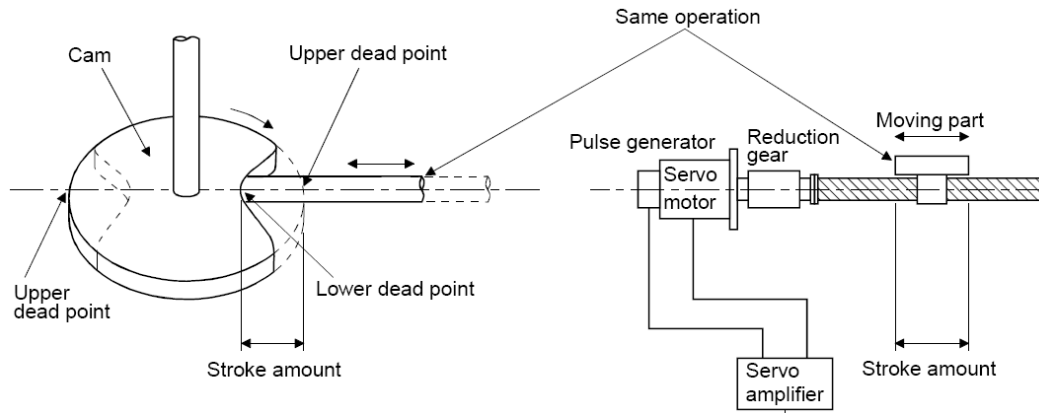 Same operation
Cam
Upper dead point
Moving part
Pulse generator
Reduction
gear
Servo
motor
Upper
dead point
Lower dead point
Stroke amount
Servo
amplifier
Stroke amount